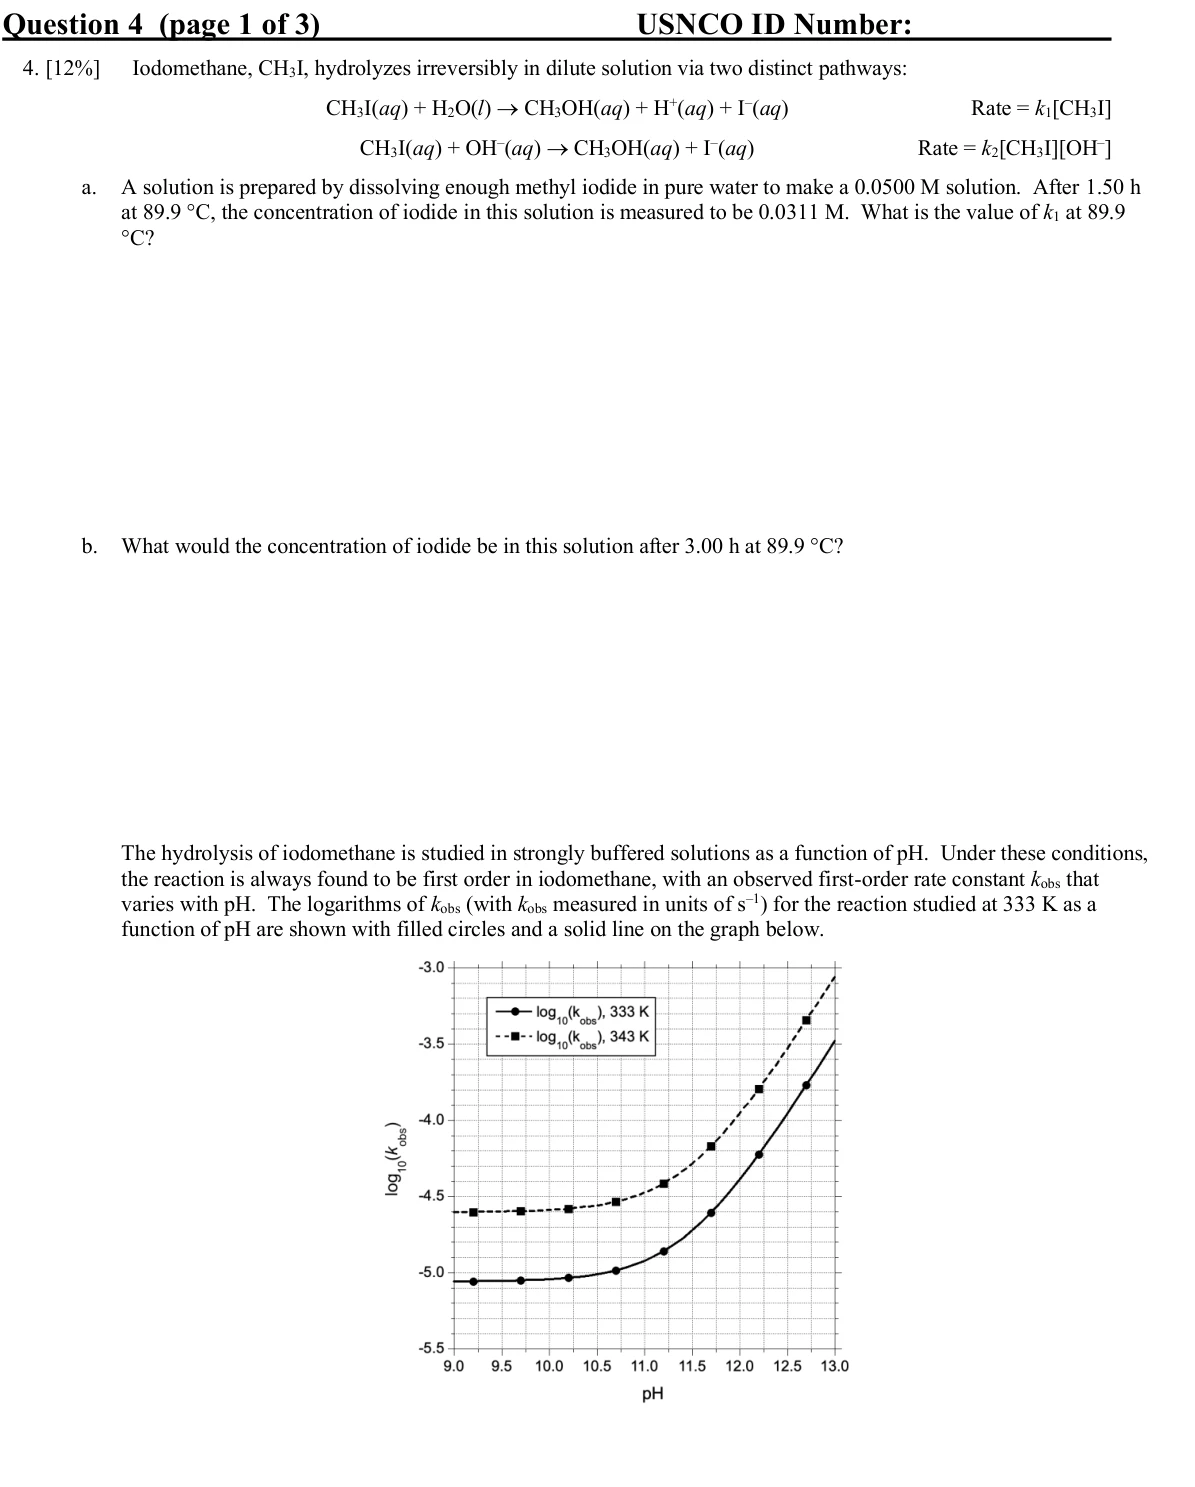 Question 4 (page 1 of 3) USNCO ID Number:
4. [12%] Iodomethane, CH₃I, hydrolyzes irreversibly in dilute solution via two distinct pathways:
CH₃I(aq) + H₂O(l) → CH₃OH(aq) + H⁺(aq) + I⁻(aq) Rate = k₁[CH₃I]
CH₃I(aq) + OH⁻(aq) → CH₃OH(aq) + I⁻(aq) Rate = k₂[CH₃I][OH⁻]
a. A solution is prepared by dissolving enough methyl iodide in pure water to make a 0.0500 M solution. After 1.50 h
at 89.9 °C, the concentration of iodide in this solution is measured to be 0.0311 M. What is the value of k₁ at 89.9
°C?
b. What would the concentration of iodide be in this solution after 3.00 h at 89.9 °C?
The hydrolysis of iodomethane is studied in strongly buffered solutions as a function of pH. Under these conditions,
the reaction is always found to be first order in iodomethane, with an observed first-order rate constant kobs that
varies with pH. The logarithms of kobs (with kobs measured in units of s⁻¹) for the reaction studied at 333 K as a
function of pH are shown with filled circles and a solid line on the graph below.
-3.0
log₁₀(kobs), 333 K
log₁₀(kobs), 343 K
-3.5
-4.0
log₁₀(kobs)
-4.5
-5.0
-5.5
9.0 9.5 10.0 10.5 11.0 11.5 12.0 12.5 13.0
pH